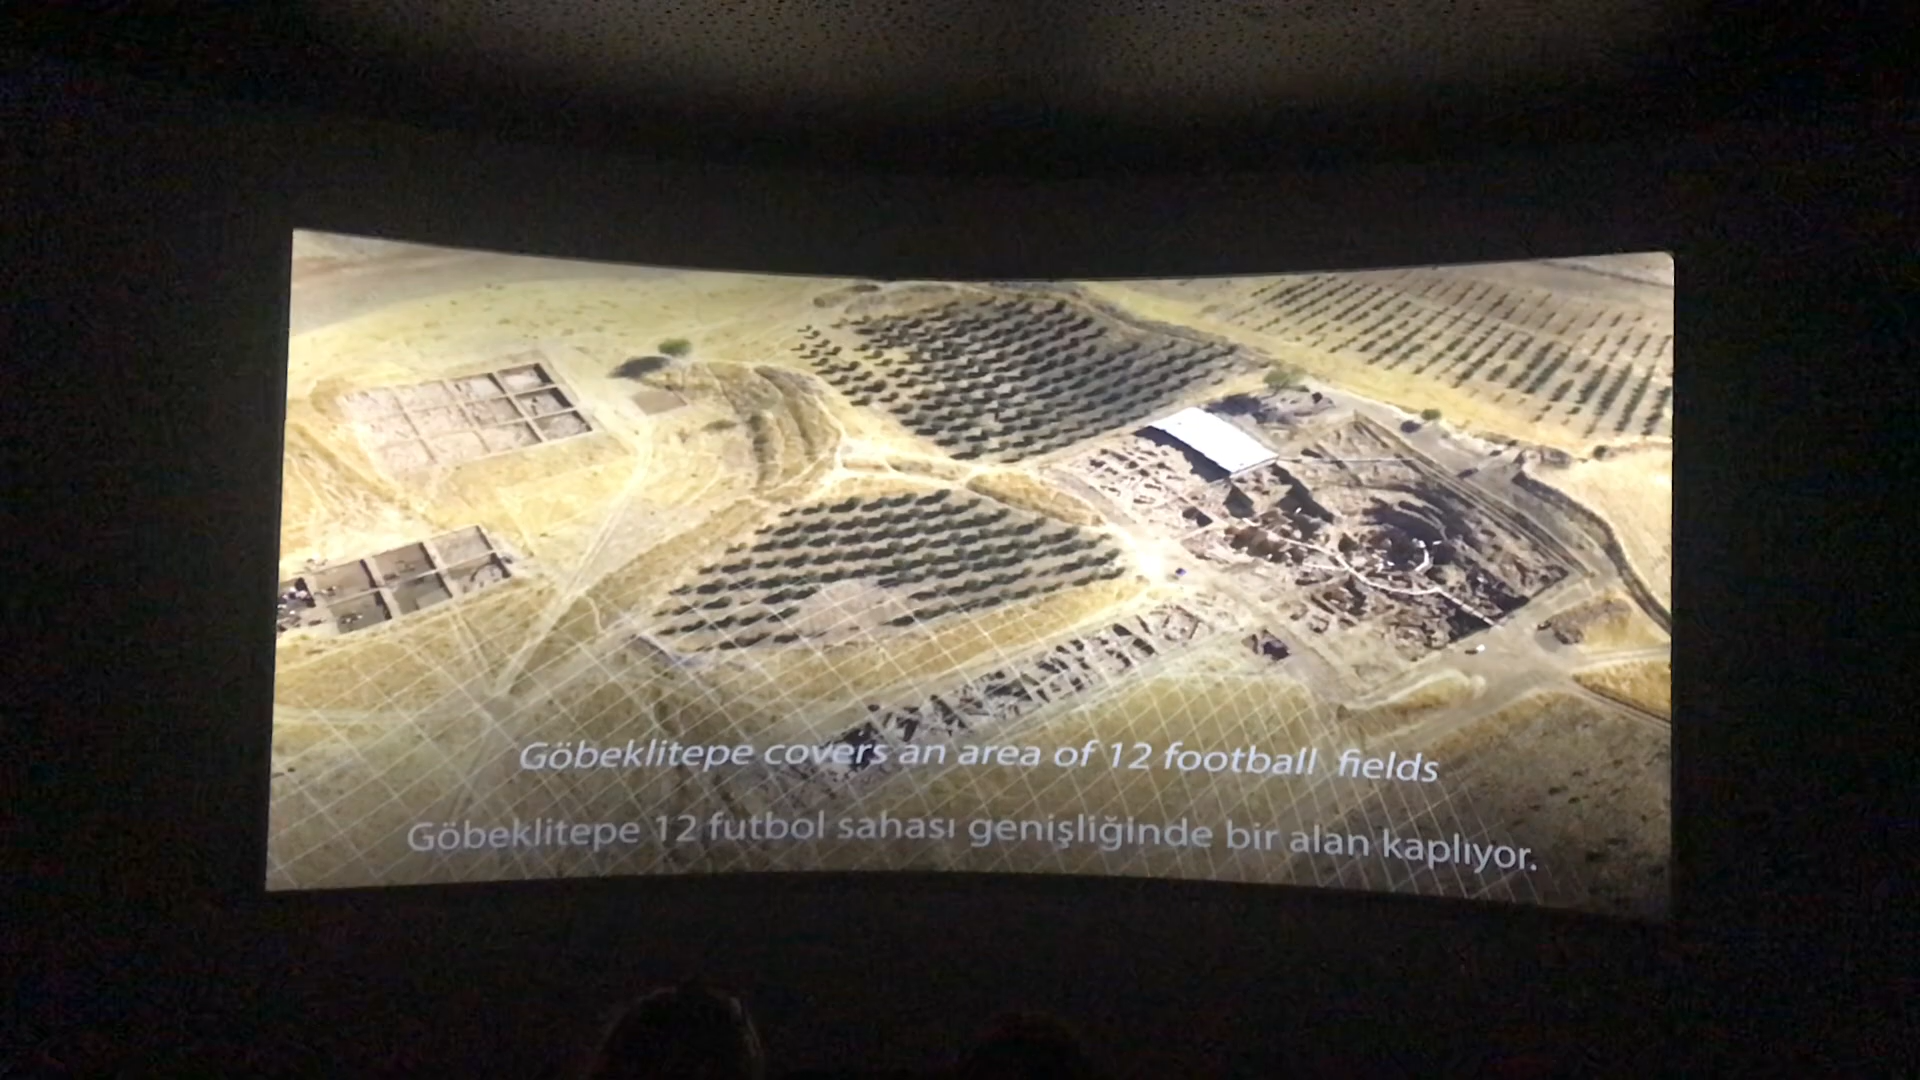 Göbeklitepe covers an area of 12 football fields
Göbeklitepe 12 futbol sahası genişliğinde bir alan kaplıyor.